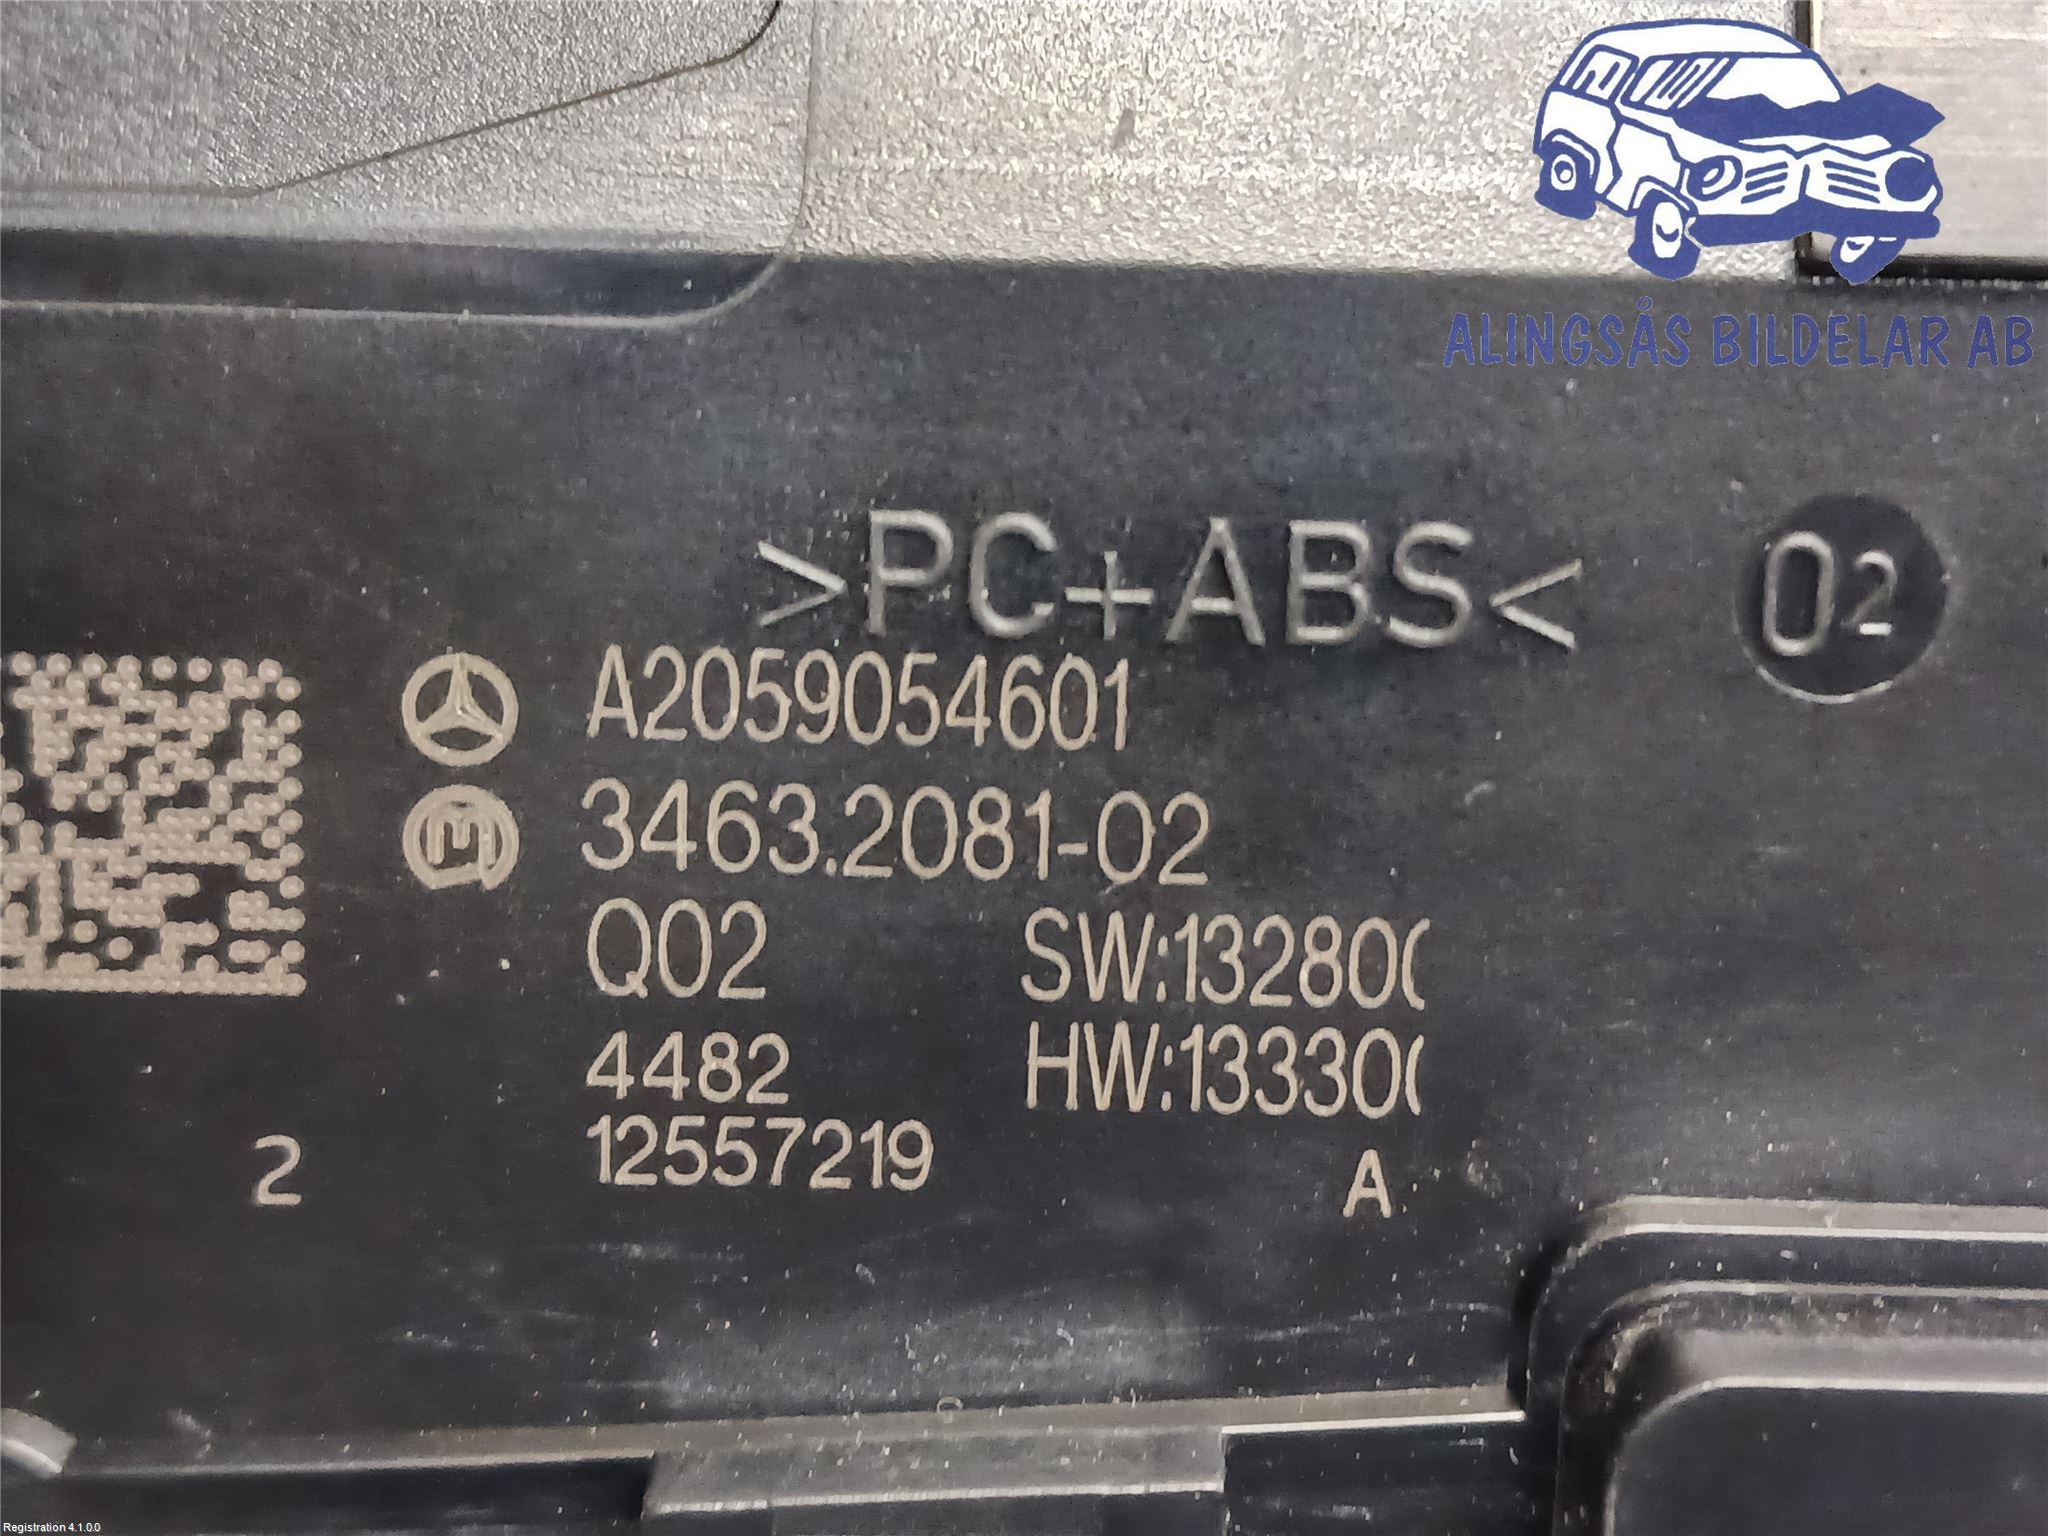 ALINGSÅS BILDELAR AB
>PC+ABS<
02
A2059054601
3463.2081-02
Q02
SW:13280(
4482
HW:13330(
12557219
2
A
Registration 4.1.0.0